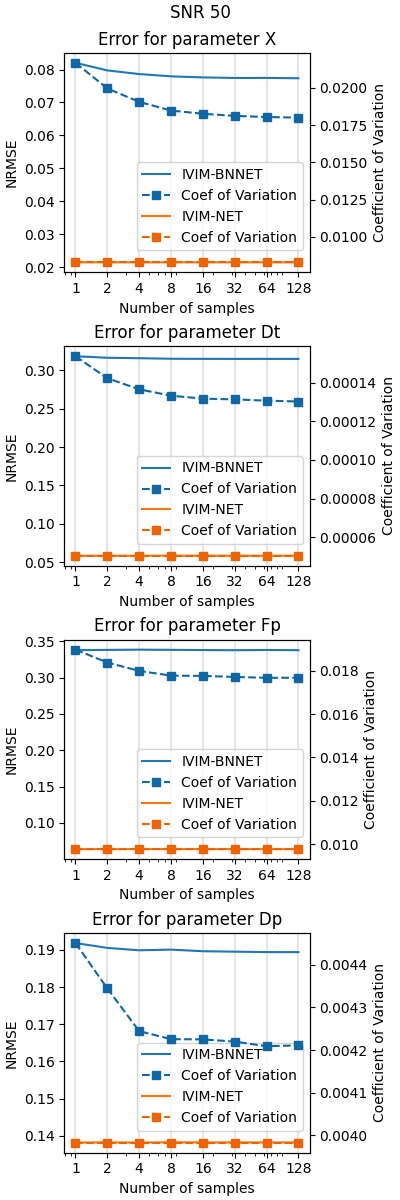 SNR 50
Error for parameter X
0.08
0.07
0.06
0.05
0.04
0.03
0.02
NRMSE
0.0200
0.0175
0.0150
0.0125
0.0100
Coefficient of Variation
IVIM-BNNET
Coef of Variation
IVIM-NET
Coef of Variation
1 2 4 8 16 32 64 128
Number of samples
Error for parameter Dt
0.30
0.25
0.20
0.15
0.10
0.05
NRMSE
0.00014
0.00012
0.00010
0.00008
0.00006
Coefficient of Variation
IVIM-BNNET
Coef of Variation
IVIM-NET
Coef of Variation
1 2 4 8 16 32 64 128
Number of samples
Error for parameter Fp
0.35
0.30
0.25
0.20
0.15
0.10
NRMSE
0.018
0.016
0.014
0.012
0.010
Coefficient of Variation
IVIM-BNNET
Coef of Variation
IVIM-NET
Coef of Variation
1 2 4 8 16 32 64 128
Number of samples
Error for parameter Dp
0.19
0.18
0.17
0.16
0.15
0.14
NRMSE
0.0044
0.0043
0.0042
0.0041
0.0040
Coefficient of Variation
IVIM-BNNET
Coef of Variation
IVIM-NET
Coef of Variation
1 2 4 8 16 32 64 128
Number of samples